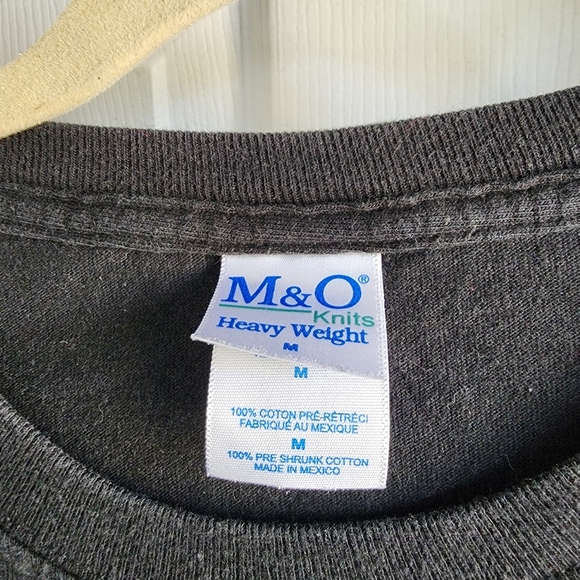 M&O®
Knits
Heavy Weight
M
M
100% COTON PRÉ-RÉTRÉCI
FABRIQUÉ AU MEXIQUE
M
100% PRE SHRUNK COTTON
MADE IN MEXICO